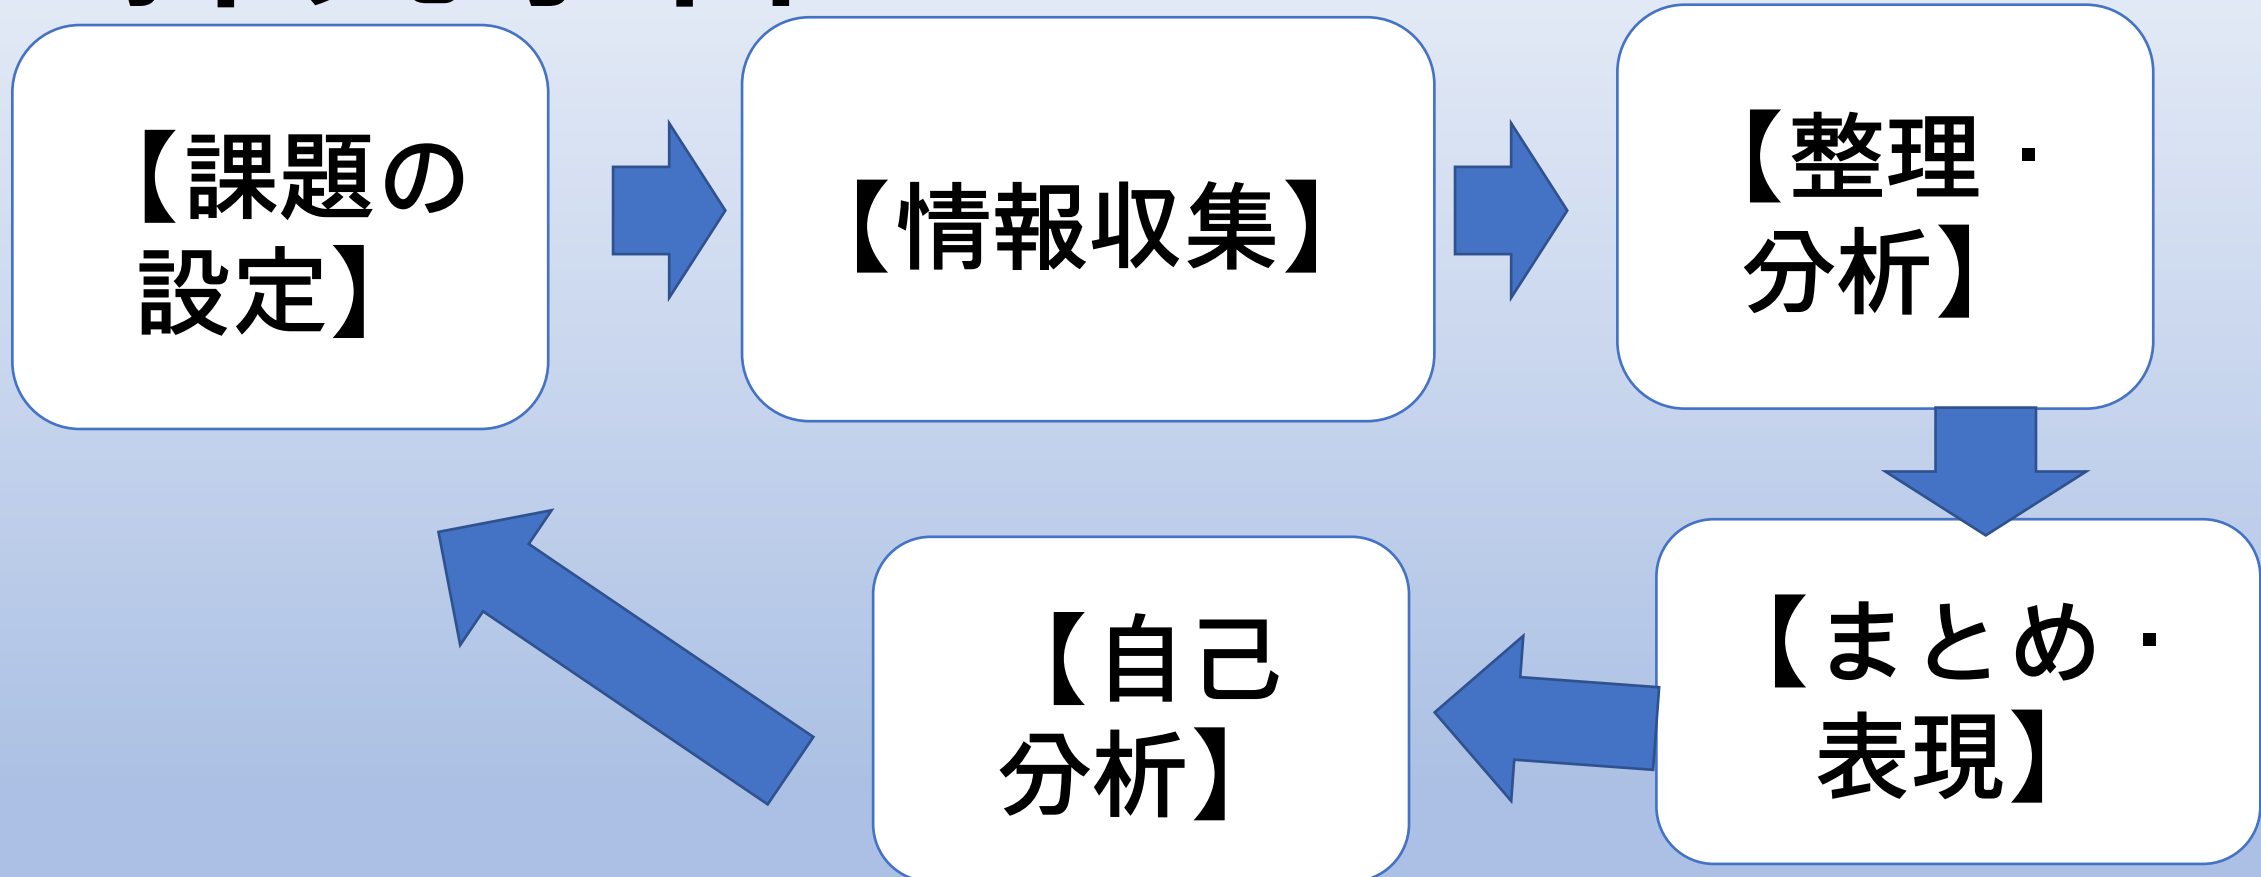 【課題の
設定】
【情報収集】
【整理・
分析】
【まとめ・
表現】
【自己
分析】